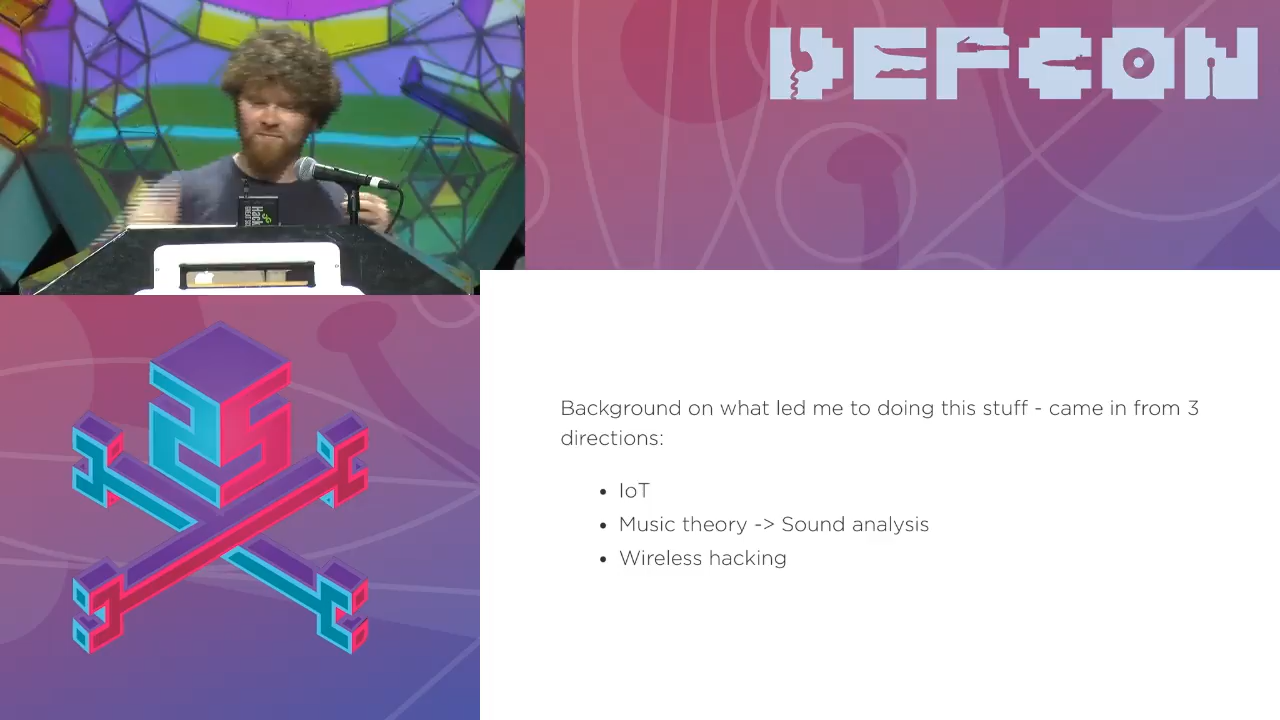 DEFCON
Background on what led me to doing this stuff - came in from 3
directions:
IoT
Music theory -> Sound analysis
Wireless hacking
25